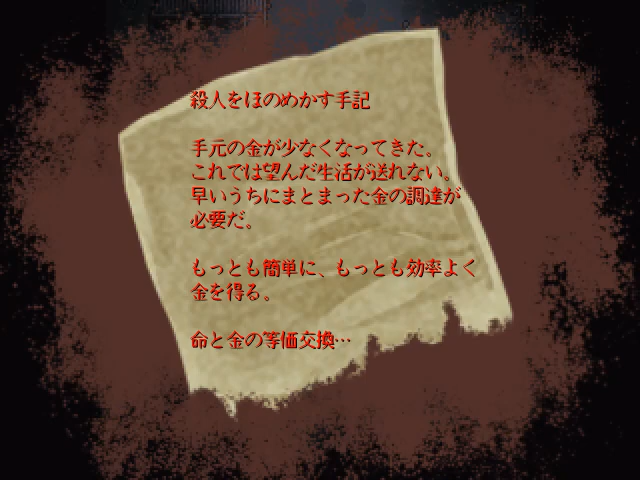 殺人をほのめかす手記
手元の金が少なくなってきた。
これでは望んだ生活が送れない。
早いうちにまとまった金の調達が
必要だ。
もっとも簡単に、もっとも効率よく
金を得る。
命と金の等価交換…